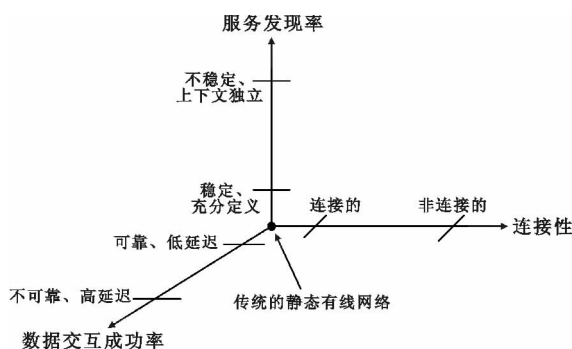 服务发现率
不稳定、
上下文独立
稳定、
充分定义
连接的
非连接的
连接性
可靠、低延迟
不可靠、高延迟
传统的静态有线网络
数据交互成功率